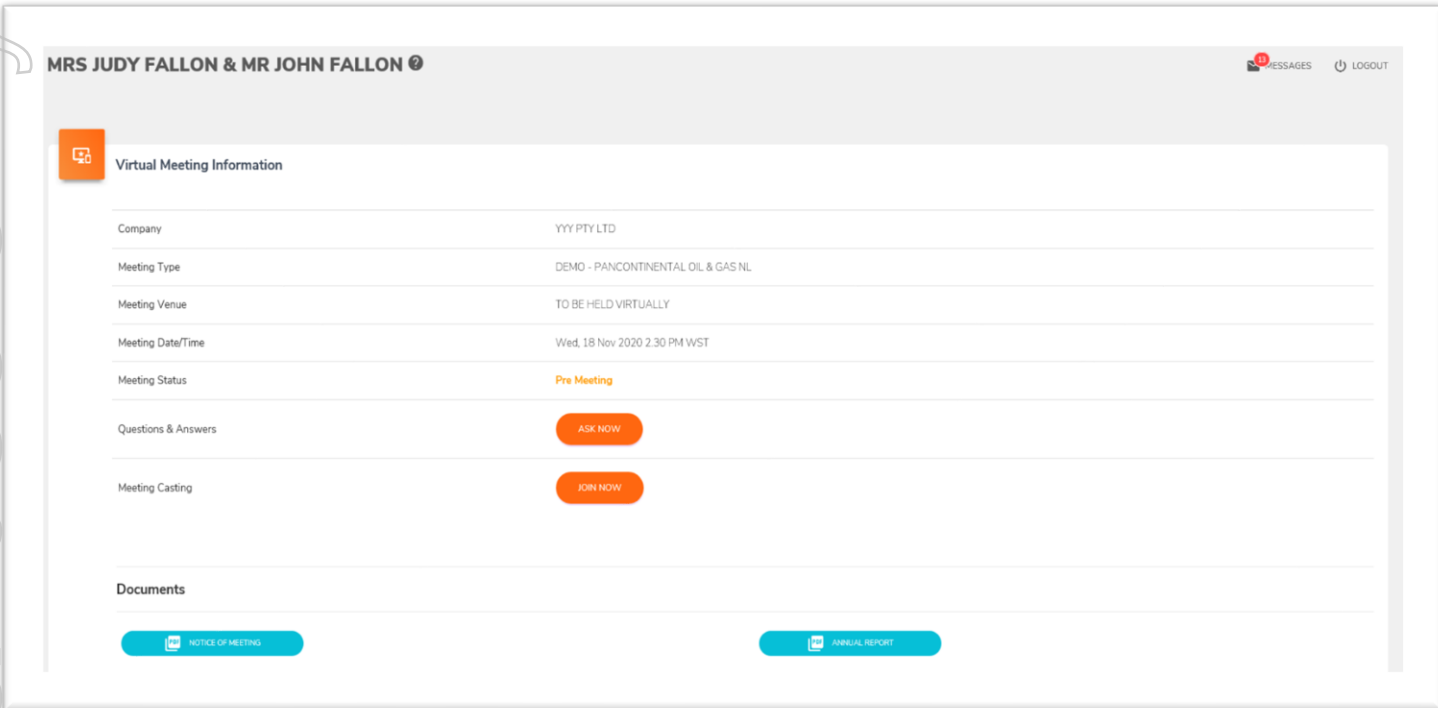 MRS JUDY FALLON & MR JOHN FALLON ?
13 MESSAGES LOGOUT
Virtual Meeting Information
Company YYY PTY LTD
Meeting Type DEMO - PANCONTINENTAL OIL & GAS NL
Meeting Venue TO BE HELD VIRTUALLY
Meeting Date/Time Wed, 18 Nov 2020 2.30 PM WST
Meeting Status Pre Meeting
Questions & Answers ASK NOW
Meeting Casting JOIN NOW
Documents
PDF NOTICE OF MEETING PDF ANNUAL REPORT